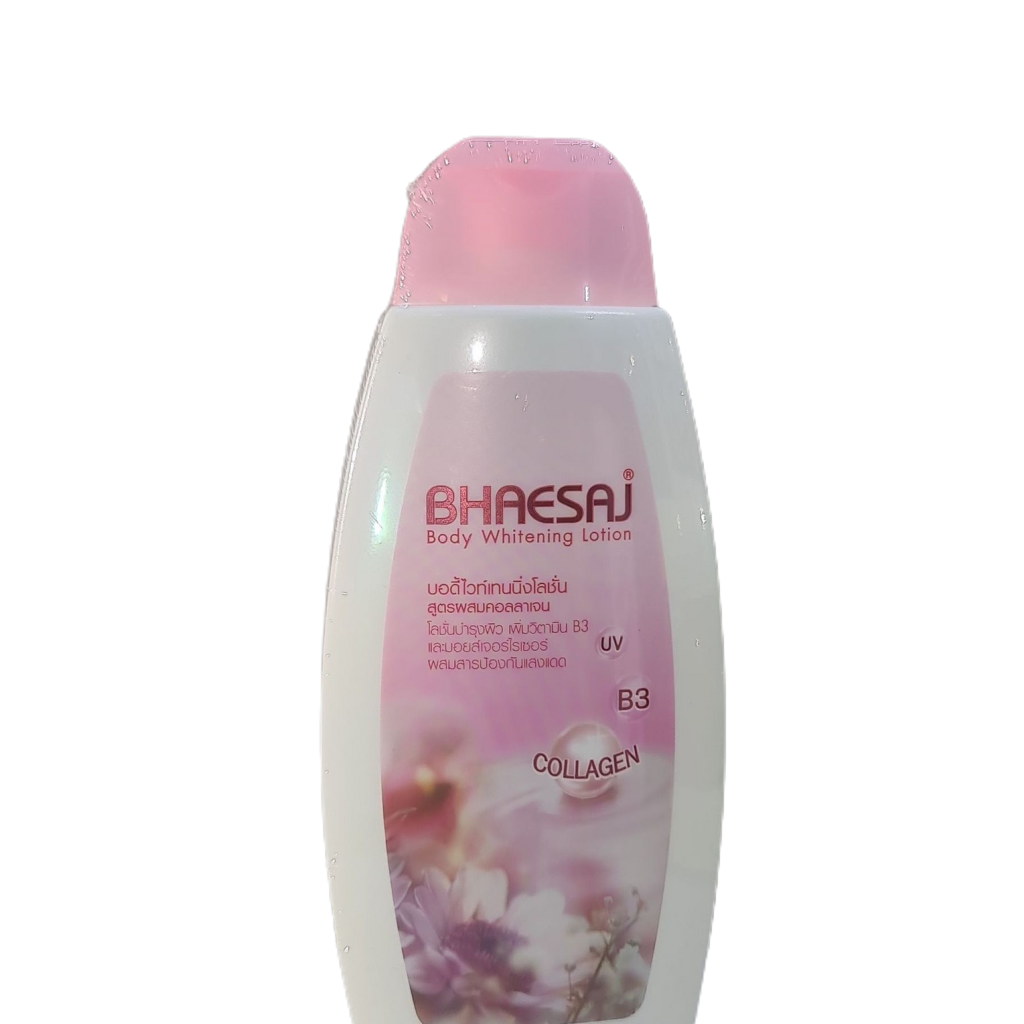 BHAESAJ®
Body Whitening Lotion
บอดี้ไวท์เทนนิ่งโลชั่น
สูตรผสมคอลลาเจน
โลชั่นบำรุงผิว เพิ่มวิตามิน B3
และมอยส์เจอร์ไรเซอร์
ผสมสารป้องกันแสงแดด
UV
B3
COLLAGEN